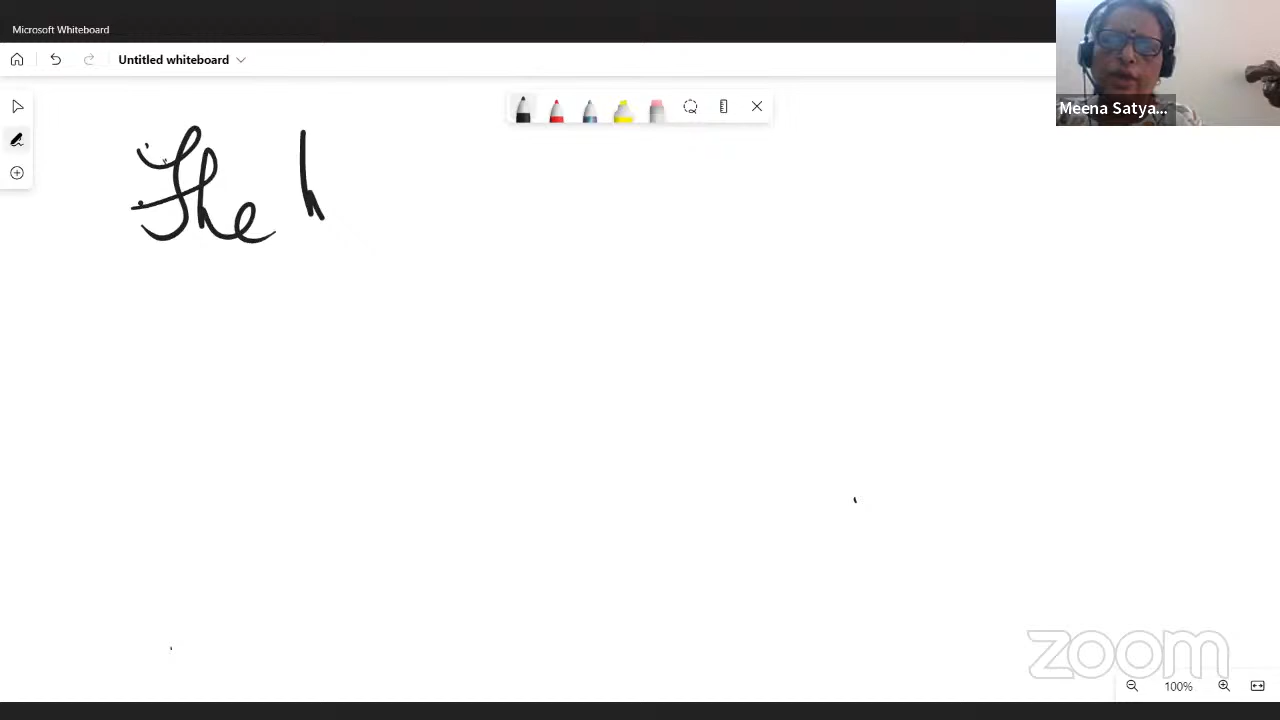 Microsoft Whiteboard
Untitled whiteboard
Meena Satya...
The
zoom
100%